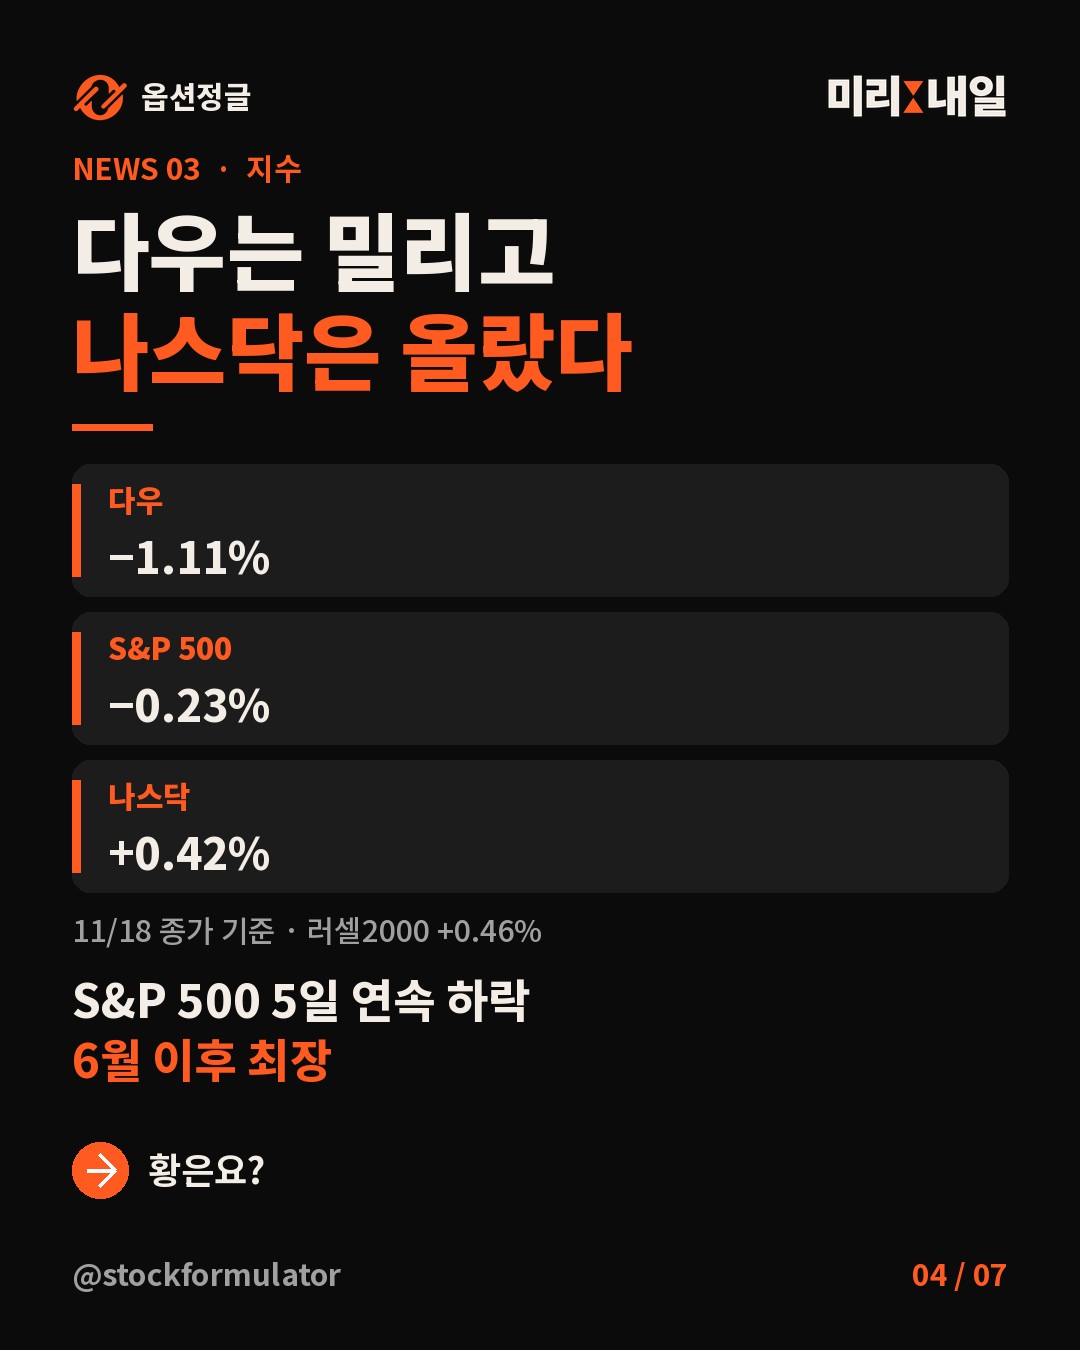 옵션정글
미리내일
NEWS 03 · 지수
다우는 밀리고
나스닥은 올랐다
다우
−1.11%
S&P 500
−0.23%
나스닥
+0.42%
11/18 종가 기준 · 러셀2000 +0.46%
S&P 500 5일 연속 하락
6월 이후 최장
황은요?
@stockformulator
04 / 07